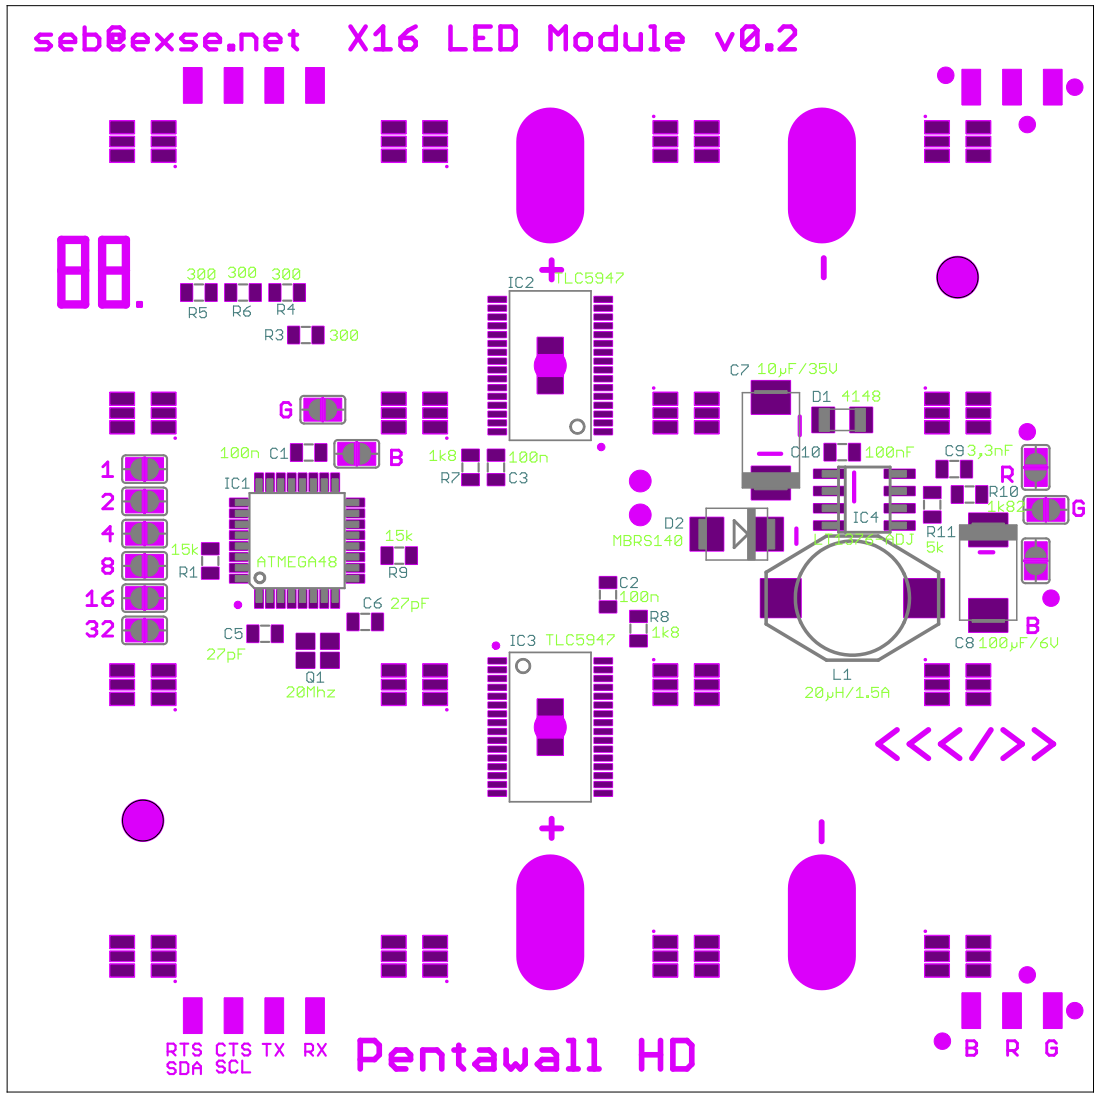 seb@exse.net X16 LED Module v0.2
88.
300 300 300
R5 R6 R4
R3 300
+ −
IC2 TLC5947
C7 10µF/35V
D1 4148
G
100n C1 B
1k8 100n
R7 C3
C10 100nF
C9 3,3nF
R
R10
1k82 G
R11
5k
IC4
1
2
4
8
16
32
IC1
ATMEGA48
15k
R1
15k
R9
D2
MBRS140
C2
100n
R8
1k8
C6 27pF
C5
27pF
Q1
20Mhz
IC3 TLC5947
B
C8 100µF/6V
L1
20µH/1.5A
<<</>>
+ −
RTS CTS TX RX
SDA SCL
Pentawall HD
B R G